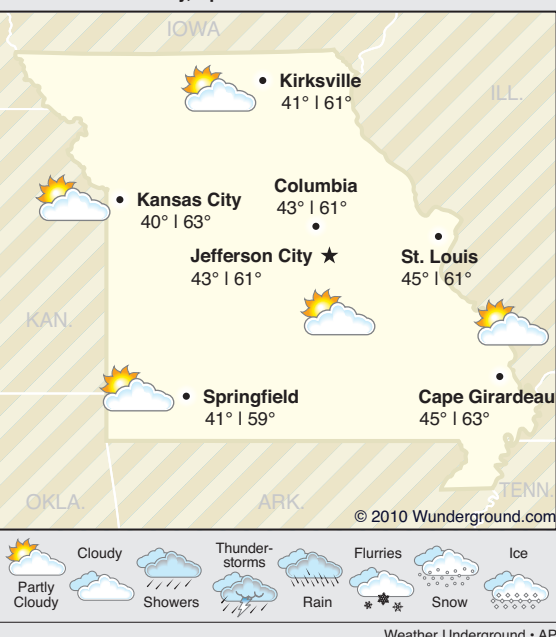 IOWA
Kirksville
41° | 61°
ILL.
Columbia
43° | 61°
Kansas City
40° | 63°
Jefferson City
43° | 61°
St. Louis
45° | 61°
KAN.
Springfield
41° | 59°
Cape Girardeau
45° | 63°
OKLA.
ARK.
TENN.
© 2010 Wunderground.com
Partly
Cloudy
Cloudy
Showers
Thunder-
storms
Rain
Flurries
Snow
Ice
Weather Underground • AP